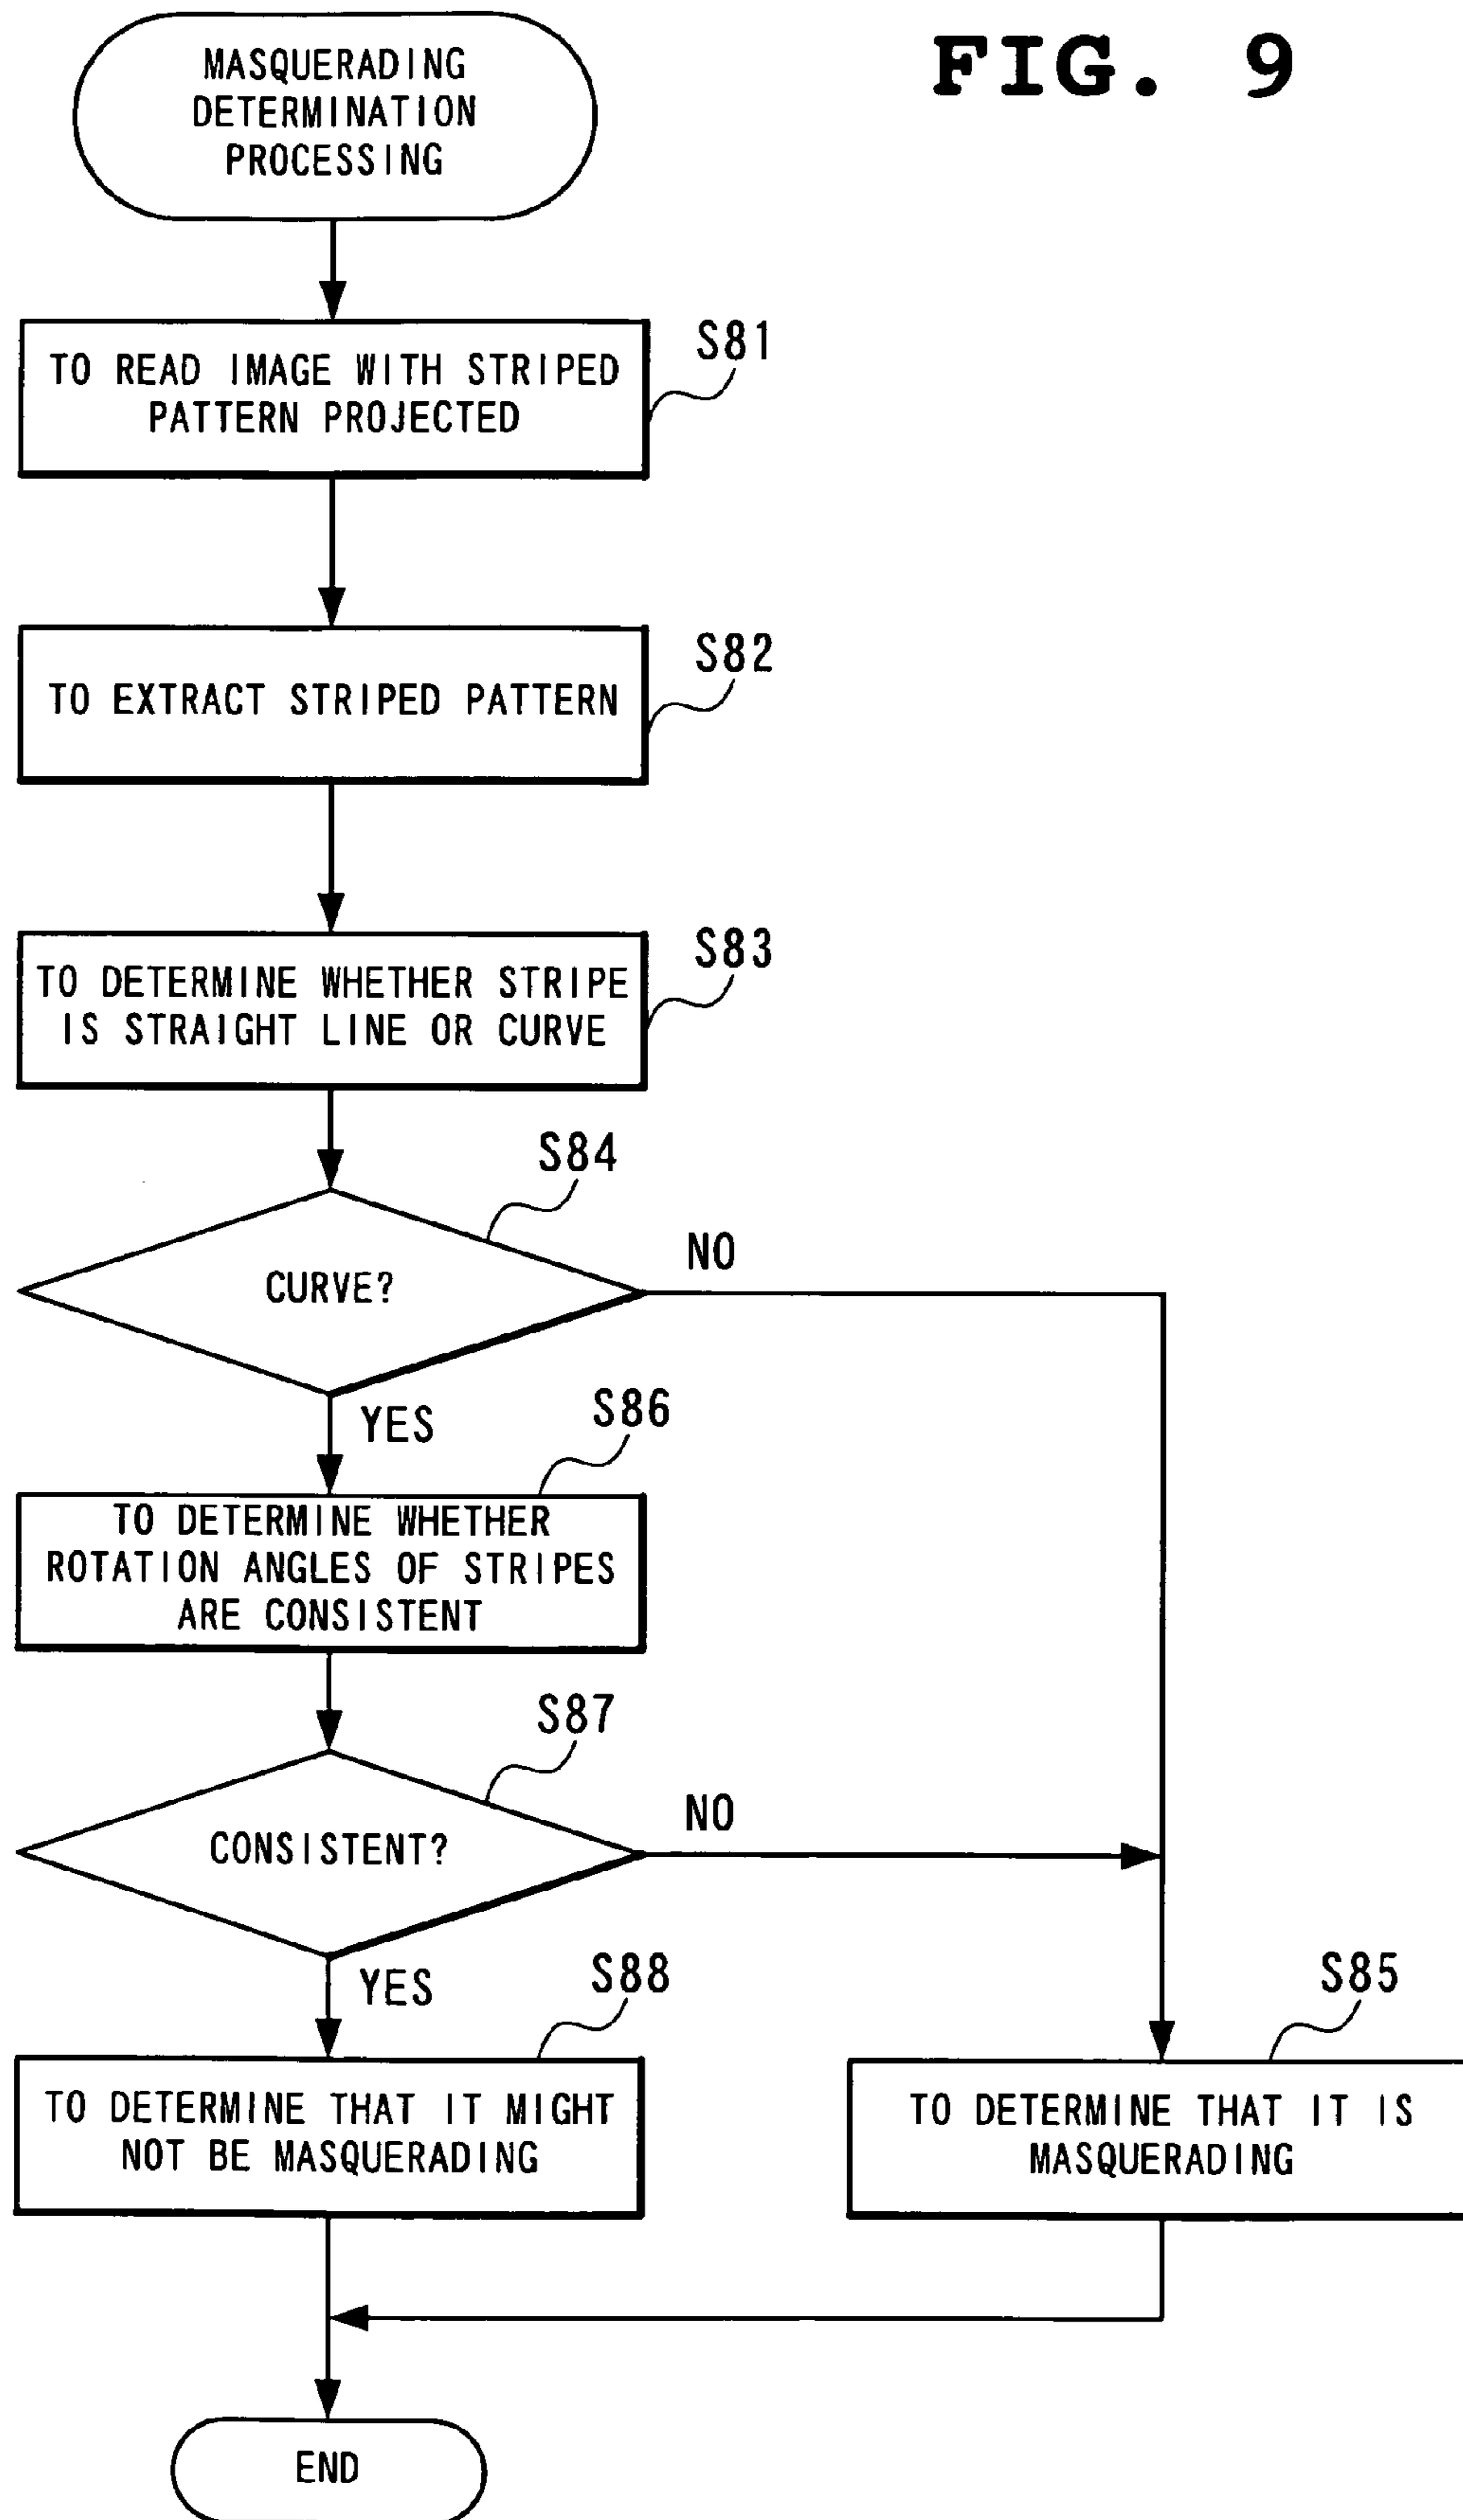 FIG. 9
MASQUERADING
DETERMINATION
PROCESSING
S81
TO READ IMAGE WITH STRIPED
PATTERN PROJECTED
S82
TO EXTRACT STRIPED PATTERN
S83
TO DETERMINE WHETHER STRIPE
IS STRAIGHT LINE OR CURVE
S84
CURVE?
NO
YES
S86
TO DETERMINE WHETHER
ROTATION ANGLES OF STRIPES
ARE CONSISTENT
S87
CONSISTENT?
NO
YES
S88
TO DETERMINE THAT IT MIGHT
NOT BE MASQUERADING
S85
TO DETERMINE THAT IT IS
MASQUERADING
END